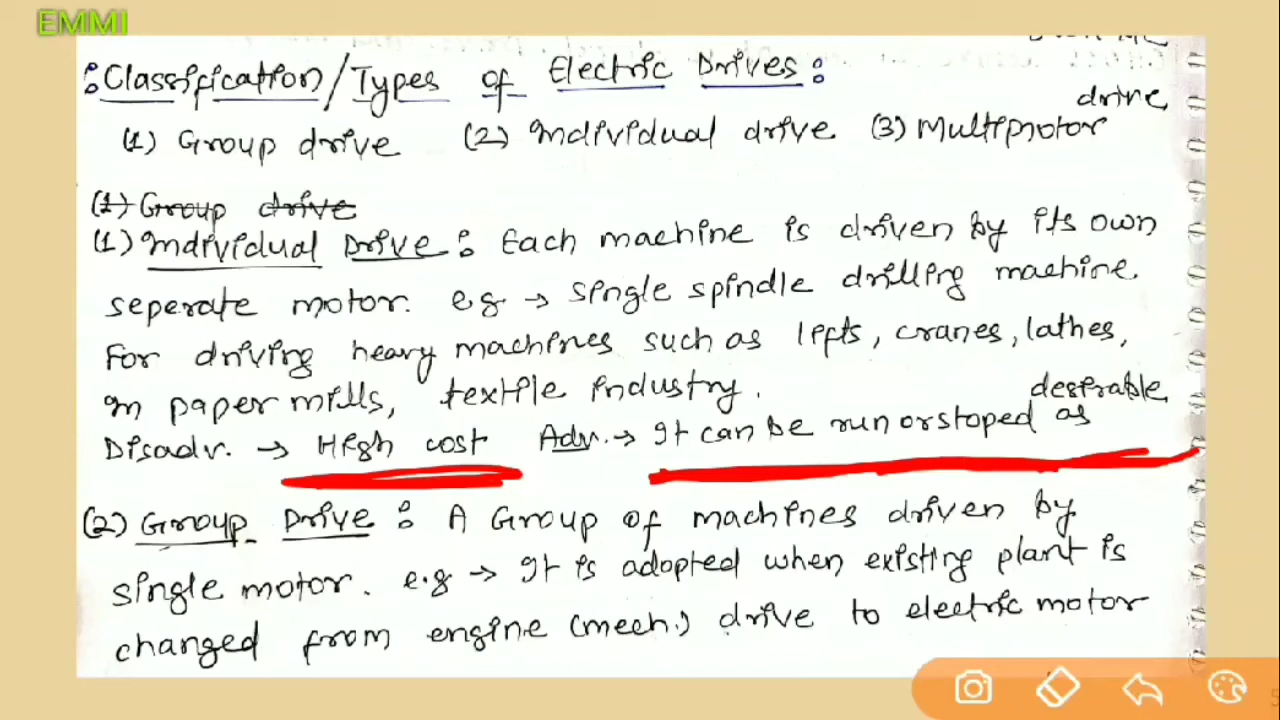 EMMI
:Classification/Types of Electric Drives:
(1) Group drive (2) Individual drive (3) Multimotor drive
(1) Group drive
(1) Individual Drive: Each machine is driven by its own
seperate motor. e.g → single spindle drilling machine
For driving heavy machines such as lifts, cranes, lathes,
In paper mills, textile industry.
Disadv. → High cost Adv. → It can be run or stoped as desirable
(2) Group Drive: A Group of machines driven by
single motor. e.g → It is adopted when existing plant is
changed from engine (mech.) drive to electric motor